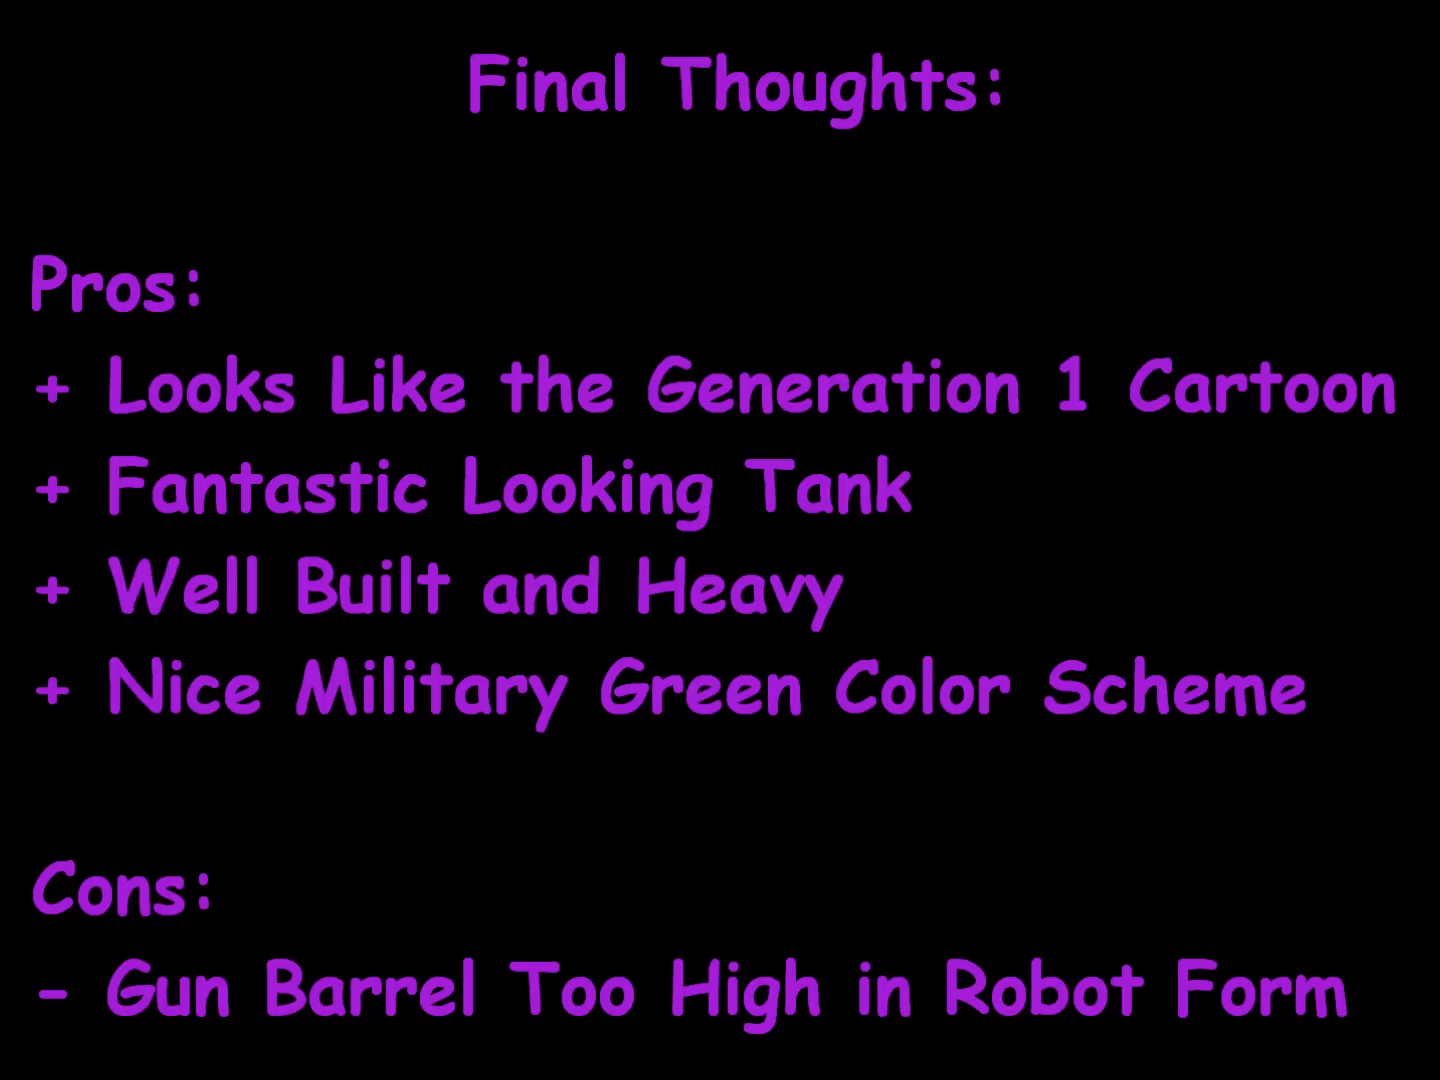 Final Thoughts:
Pros:
+ Looks Like the Generation 1 Cartoon
+ Fantastic Looking Tank
+ Well Built and Heavy
+ Nice Military Green Color Scheme
Cons:
- Gun Barrel Too High in Robot Form